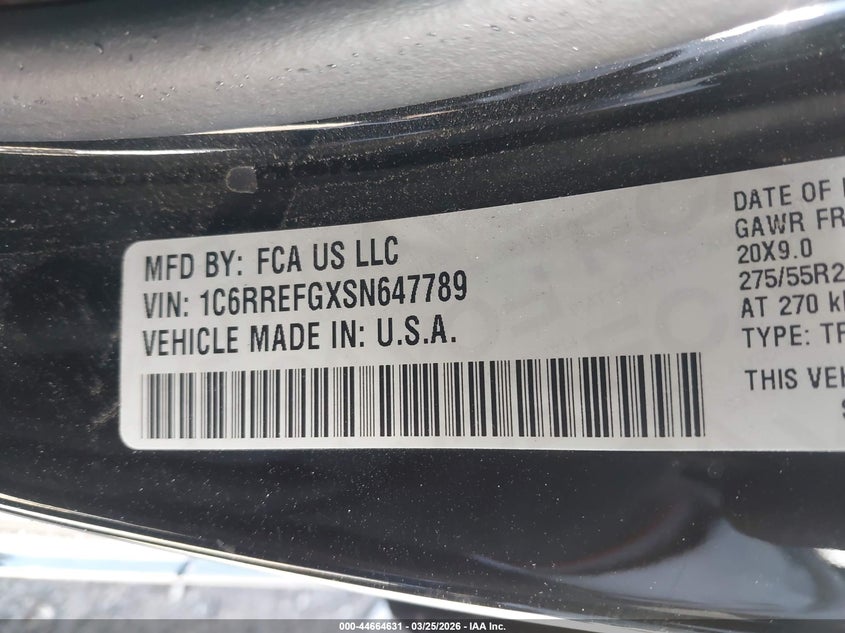 MFD BY: FCA US LLC
VIN: 1C6RREFGXSN647789
VEHICLE MADE IN: U.S.A.
DATE OF
GAWR FR
20X9.0
275/55R2
AT 270
TYPE:
THIS VEH
000-44664631 - 03/25/2026 - IAA Inc.